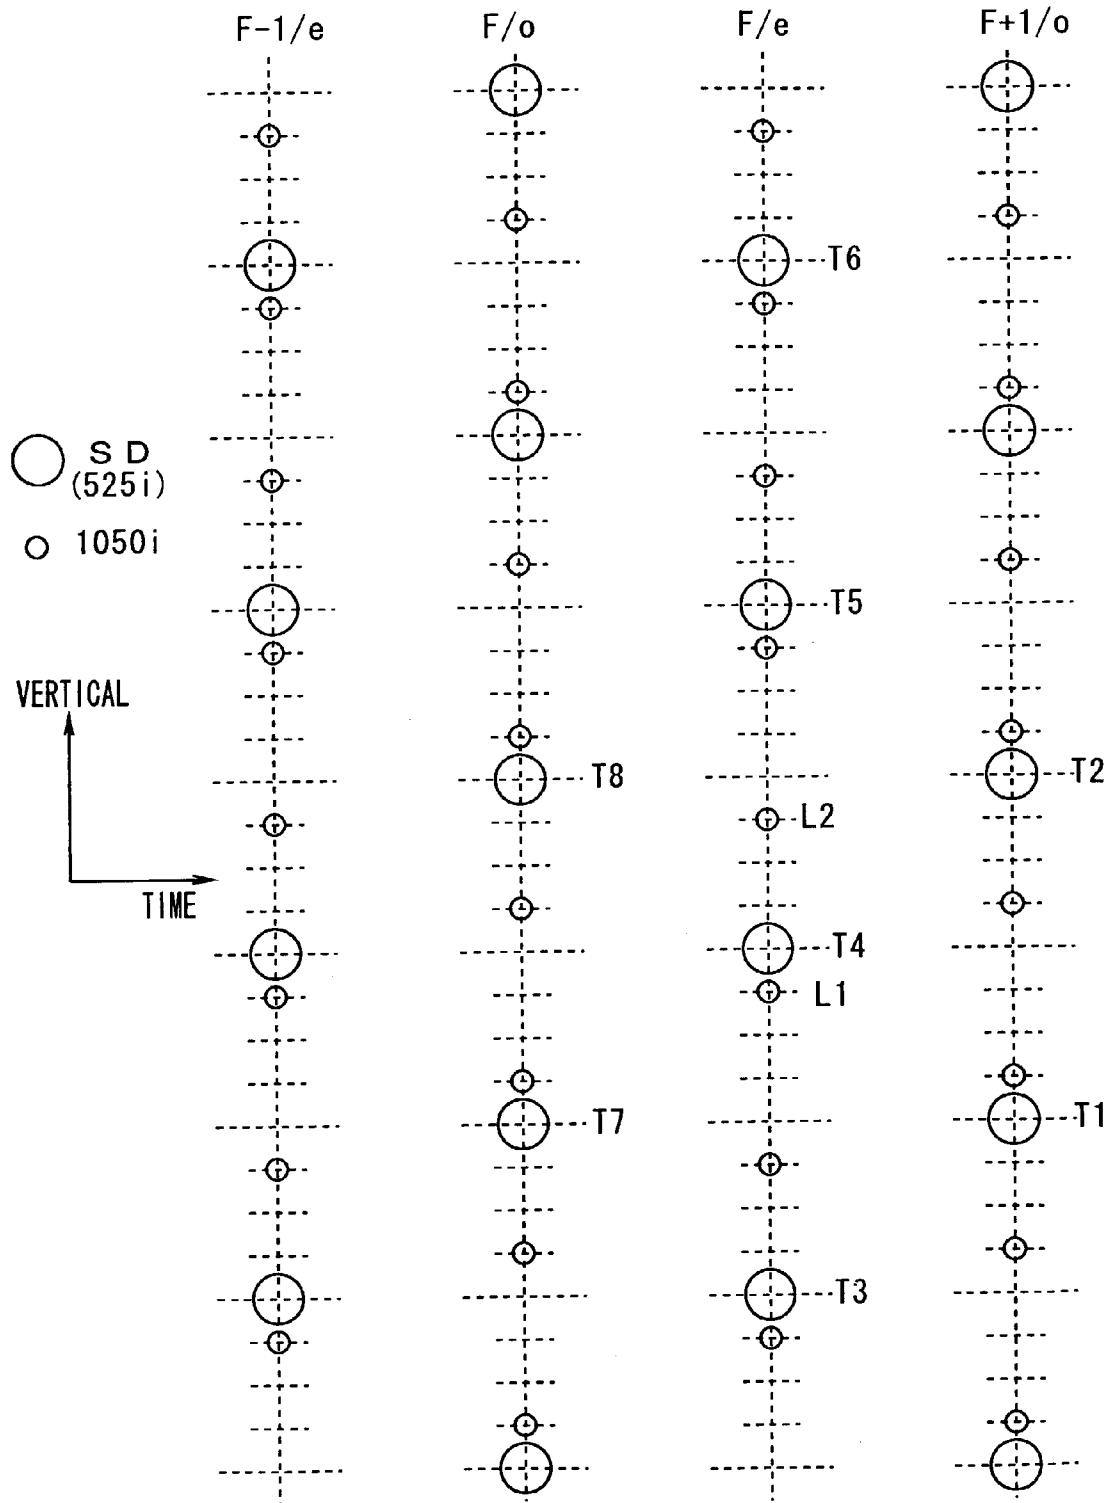 F-1/e F/o F/e F+1/o
T6
SD
(525i)
1050i
T5
VERTICAL
T8 T2
L2
TIME
T4
L1
T7 T1
T3